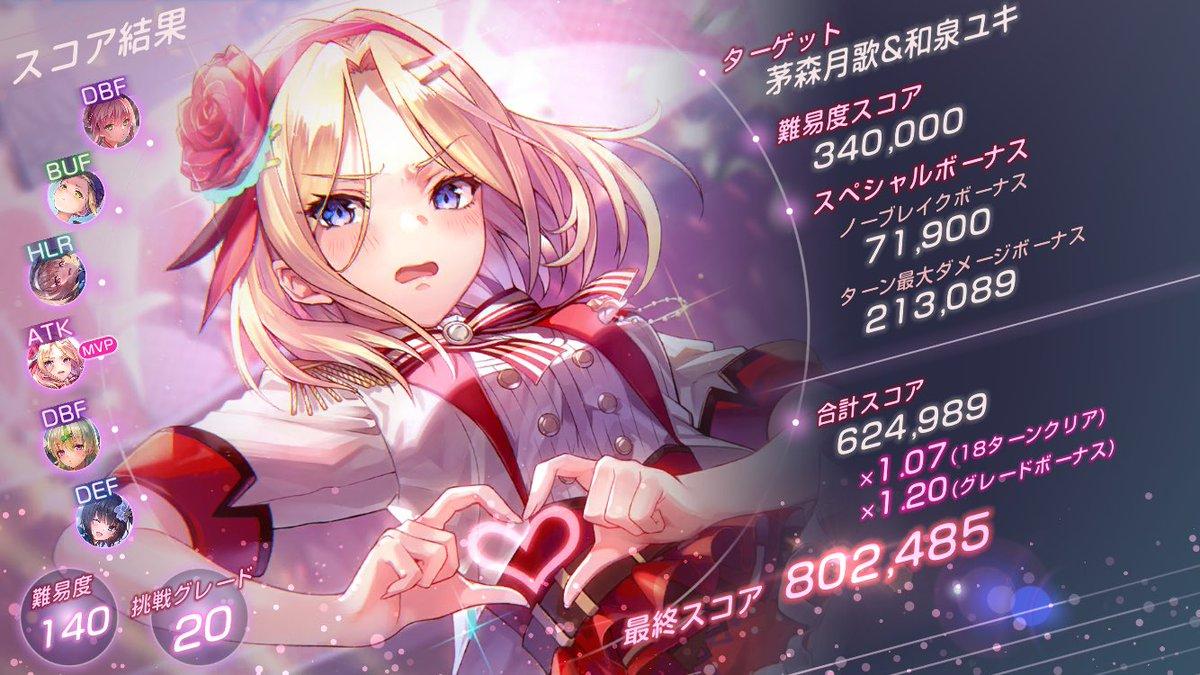 スコア結果
DBF
BUF
HLR
ATK
MVP
DBF
DEF
難易度
140
挑戦グレード
20
ターゲット
茅森月歌&和泉ユキ
難易度スコア
340,000
スペシャルボーナス
ノーブレイクボーナス
71,900
ターン最大ダメージボーナス
213,089
合計スコア
624,989
×1.07(18ターンクリア)
×1.20(グレードボーナス)
最終スコア 802,485